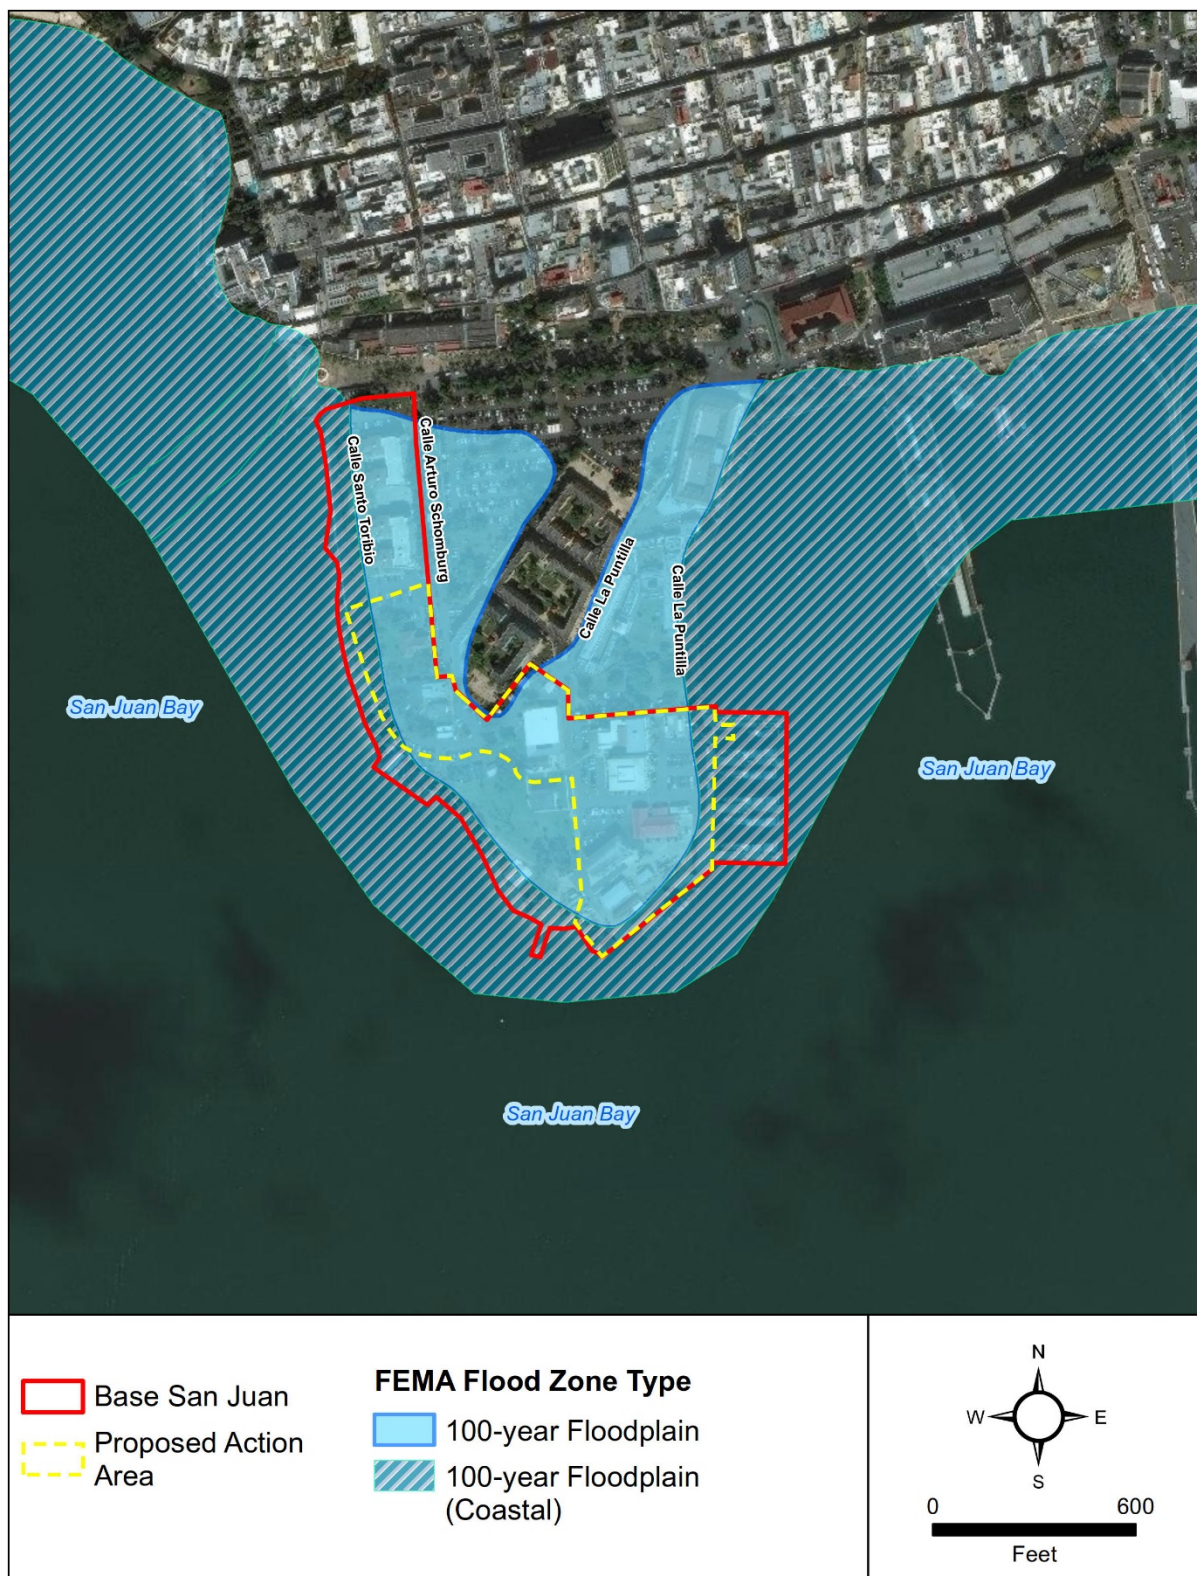 Calle Santo Toribio
Calle Arturo Schomburg
Calle La Puntilla
Calle La Puntilla
San Juan Bay
San Juan Bay
San Juan Bay
Base San Juan
Proposed Action
Area
FEMA Flood Zone Type
100-year Floodplain
100-year Floodplain
(Coastal)
N
W E
S
0 600
Feet